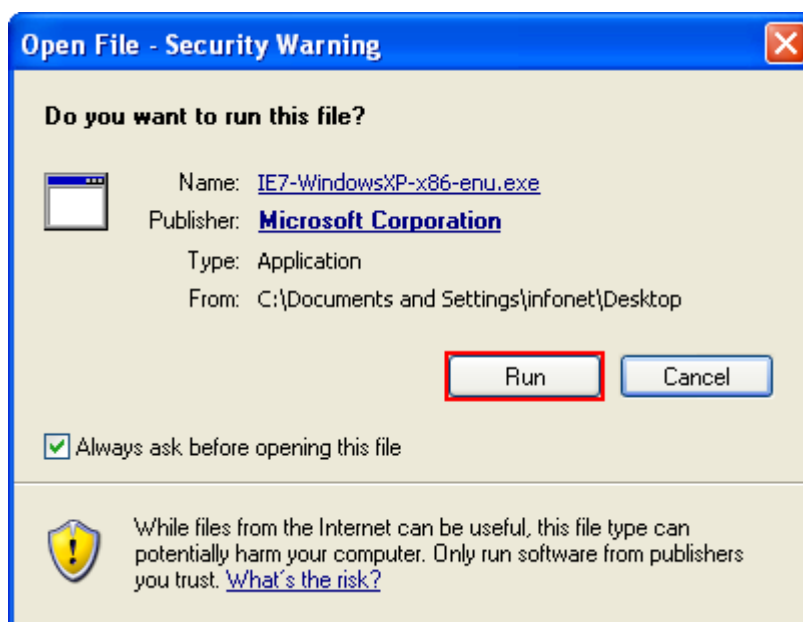 Open File - Security Warning
Do you want to run this file?
Name: IE7-WindowsXP-x86-enu.exe
Publisher: Microsoft Corporation
Type: Application
From: C:\Documents and Settings\infonet\Desktop
Run Cancel
Always ask before opening this file
While files from the Internet can be useful, this file type can
potentially harm your computer. Only run software from publishers
you trust. What's the risk?